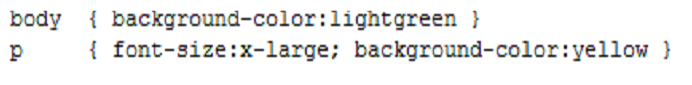 body  { background-color:lightgreen }
p     { font-size:x-large; background-color:yellow }